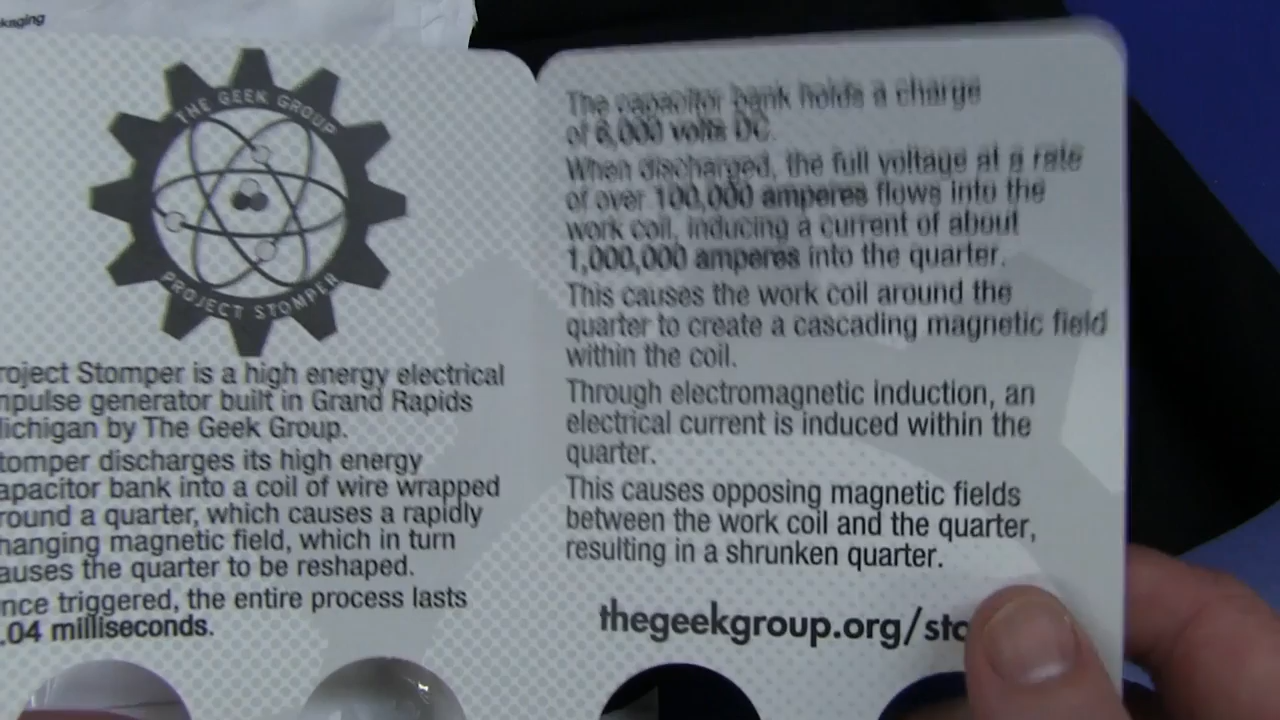 kaging
THE GEEK GROUP
PROJECT STOMPER
roject Stomper is a high energy electrical
npulse generator built in Grand Rapids
lichigan by The Geek Group.
tomper discharges its high energy
apacitor bank into a coil of wire wrapped
round a quarter, which causes a rapidly
hanging magnetic field, which in turn
auses the quarter to be reshaped.
nce triggered, the entire process lasts
.04 milliseconds.
The capacitor bank holds a charge
of 6,000 volts DC.
When discharged, the full voltage at a rate
of over 100,000 amperes flows into the
work coil, inducing a current of about
1,000,000 amperes into the quarter.
This causes the work coil around the
quarter to create a cascading magnetic field
within the coil.
Through electromagnetic induction, an
electrical current is induced within the
quarter.
This causes opposing magnetic fields
between the work coil and the quarter,
resulting in a shrunken quarter.
thegeekgroup.org/sto